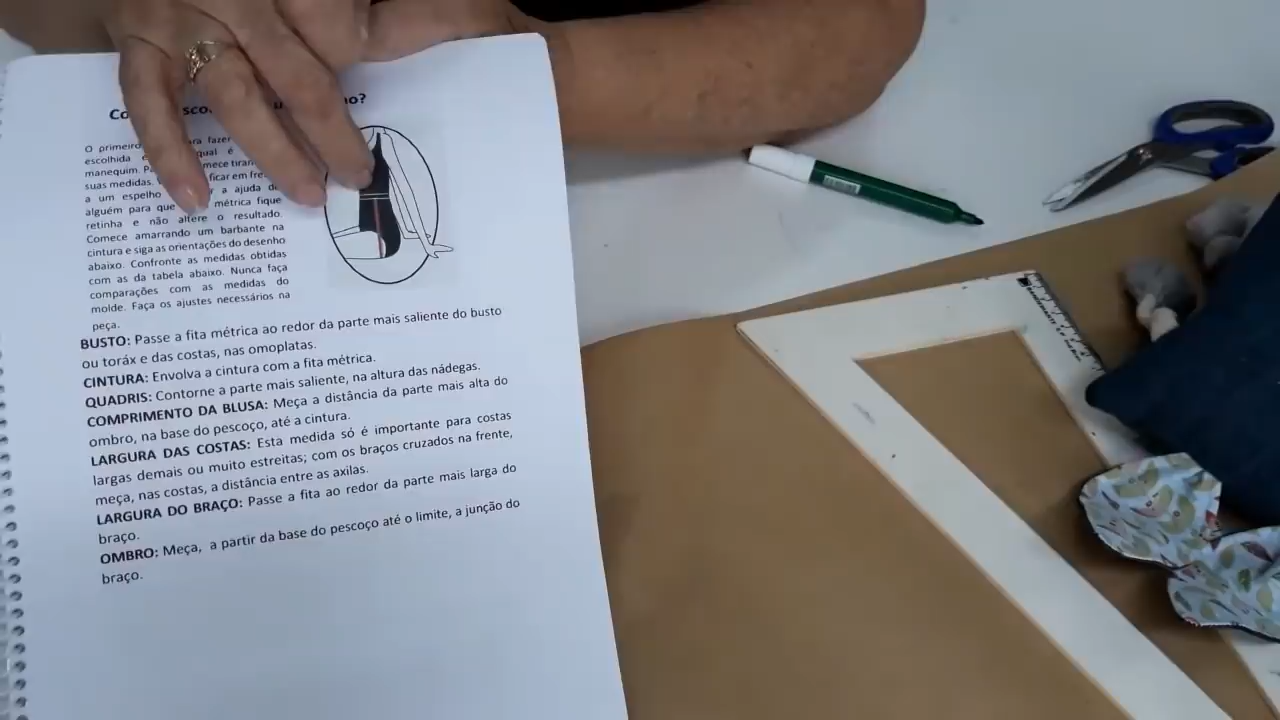 O primeiro
escolhida qual é
manequim.
suas medidas. ficar em
a um espelho a ajuda
alguém para que métrica fique
retinha e não altere o resultado.
Comece amarrando um barbante na
cintura e siga as orientações do desenho
abaixo. Confronte as medidas obtidas
com as da tabela abaixo. Nunca faça
comparações com as medidas do
molde. Faça os ajustes necessários na
peça.
BUSTO: Passe a fita métrica ao redor da parte mais saliente do busto
ou toráx e das costas, nas omoplatas.
CINTURA: Envolva a cintura com a fita métrica.
QUADRIS: Contorne a parte mais saliente, na altura das nádegas.
COMPRIMENTO DA BLUSA: Meça a distância da parte mais alta do
ombro, na base do pescoço, até a cintura.
LARGURA DAS COSTAS: Esta medida só é importante para costas
largas demais ou muito estreitas; com os braços cruzados na frente,
meça, nas costas, a distância entre as axilas.
LARGURA DO BRAÇO: Passe a fita ao redor da parte mais larga do
braço.
OMBRO: Meça, a partir da base do pescoço até o limite, a junção do
braço.